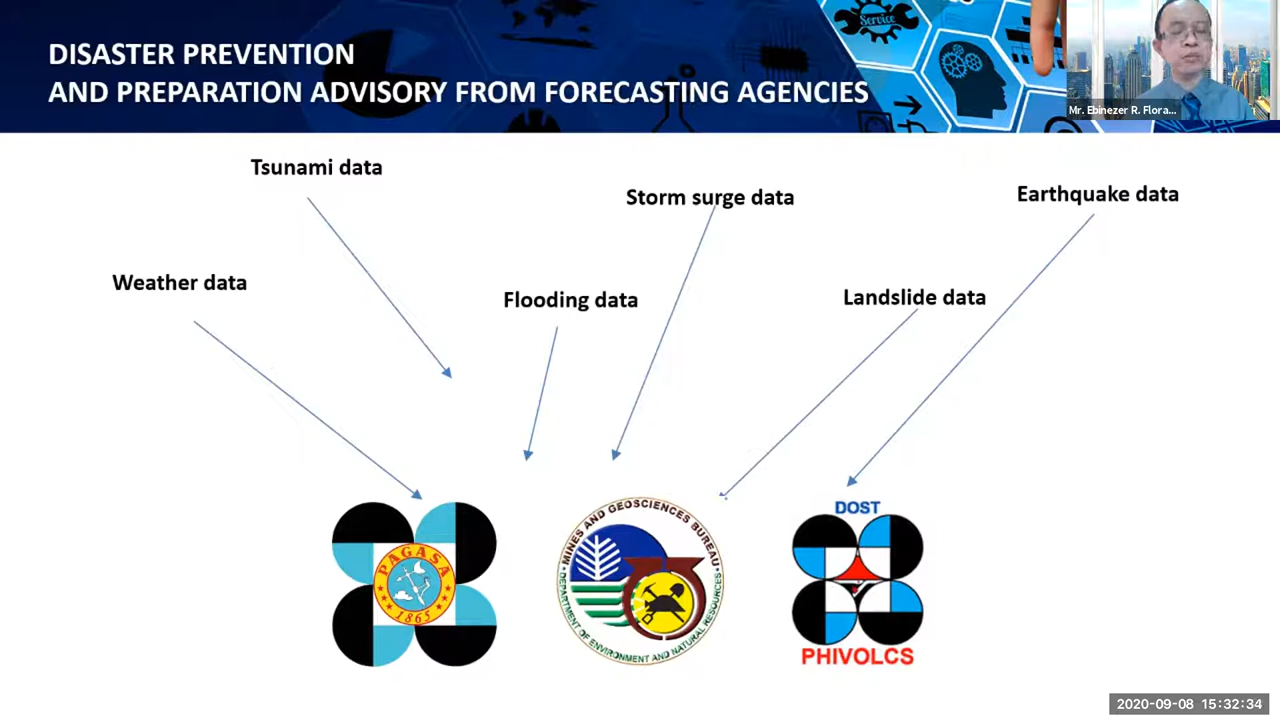 DISASTER PREVENTION
AND PREPARATION ADVISORY FROM FORECASTING AGENCIES
Service
Mr. Ebinezer R. Flora...
Tsunami data
Storm surge data
Earthquake data
Weather data
Flooding data
Landslide data
PAGASA
1865
MINES AND GEOSCIENCES BUREAU
DEPARTMENT OF ENVIRONMENT AND NATURAL RESOURCES
DOST
PHIVOLCS
2020-09-08 15:32:34